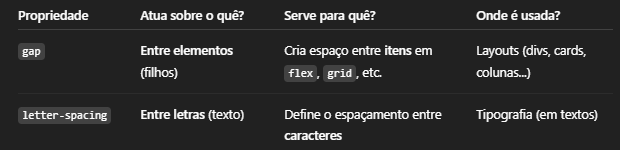 Propriedade Atua sobre o quê? Serve para quê? Onde é usada?
gap Entre elementos (filhos) Cria espaço entre itens em flex, grid, etc. Layouts (divs, cards, colunas...)
letter-spacing Entre letras (texto) Define o espaçamento entre caracteres Tipografia (em textos)